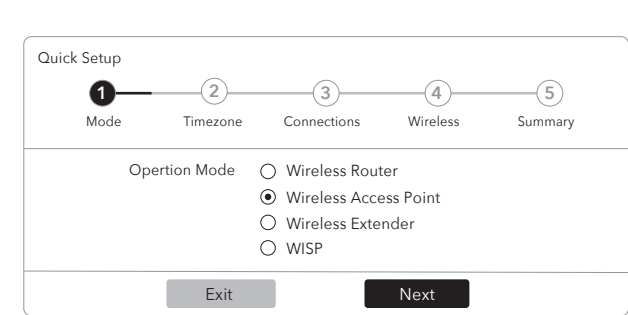 Quick Setup
1 2 3 4 5
Mode Timezone Connections Wireless Summary
Opertion Mode Wireless Router
Wireless Access Point
Wireless Extender
WISP
Exit Next